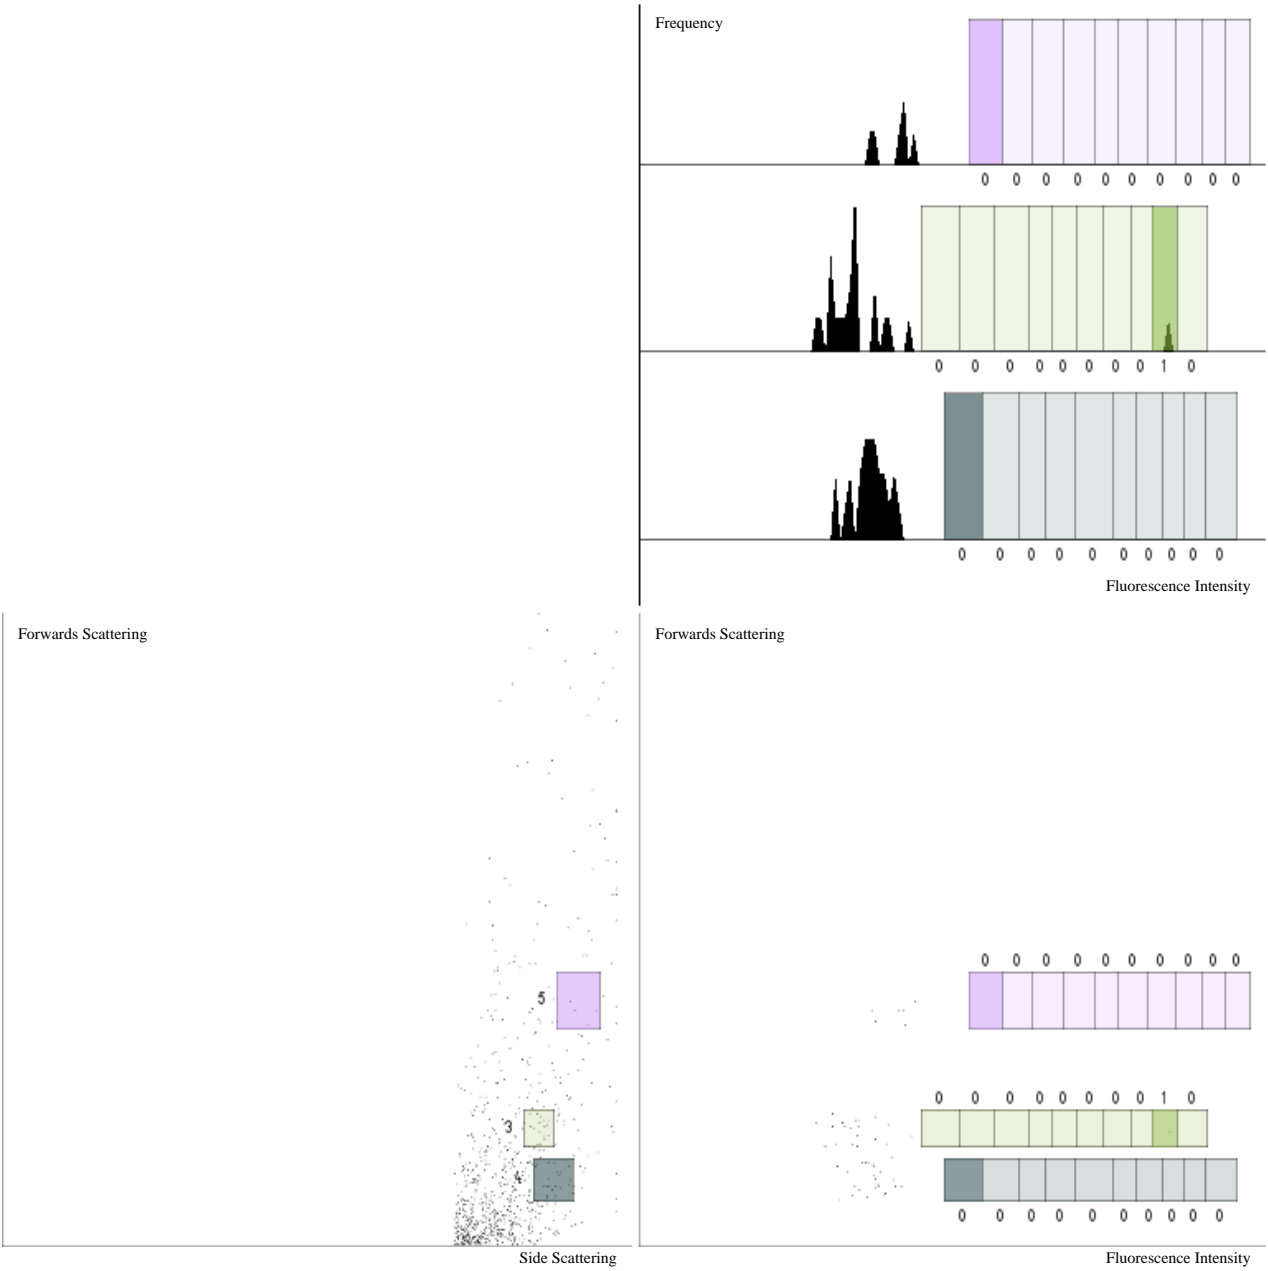 Frequency
0 0 0 0 0 0 0 0 0 0
0 0 0 0 0 0 0 0 1 0
0 0 0 0 0 0 0 0 0
Fluorescence Intensity
Forwards Scattering
5
3
4
Side Scattering
Forwards Scattering
0 0 0 0 0 0 0 0 0 0
0 0 0 0 0 0 0 0 1 0
0 0 0 0 0 0 0 0 0
Fluorescence Intensity